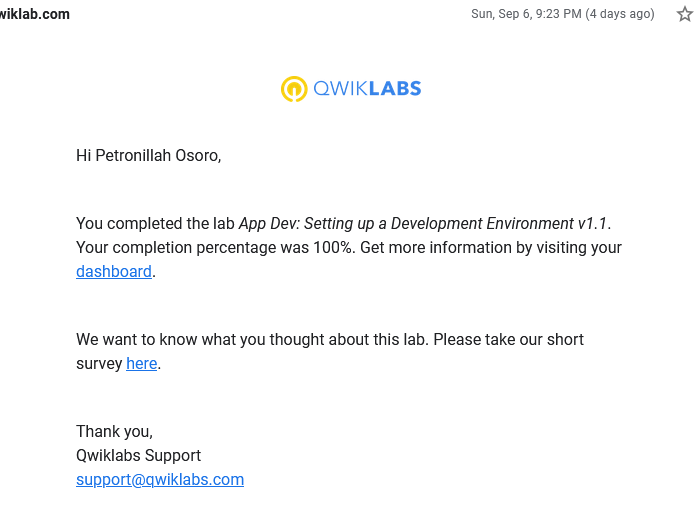 wiklab.com
Sun, Sep 6, 9:23 PM (4 days ago)
QWIKLABS
Hi Petronillah Osoro,
You completed the lab App Dev: Setting up a Development Environment v1.1.
Your completion percentage was 100%. Get more information by visiting your
dashboard.
We want to know what you thought about this lab. Please take our short
survey here.
Thank you,
Qwiklabs Support
support@qwiklabs.com